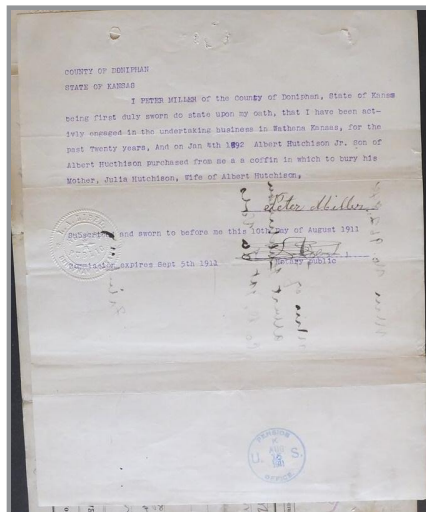 COUNTY OF DONIPHAN
STATE OF KANSAS
I PETER MILLAM of the County of Doniphan, State of Kansas
being first duly sworn do state upon my oath, that I have been act-
ivly engaged in the undertaking business in Wathena Kansas, for the
past Twenty years, And on Jan 4th 1892 Albert Hutchison Jr. son of
Albert Hucthison purchased from me a a coffin in which to bury his
Mother, Julia Hutchison, Wife of Albert Hutchison,
Peter Miller
Subscribed and sworn to before me this 10th Day of August 1911
Commission expires Sept 5th 1912 Notary public
PENSION
U. S.
OFFICE